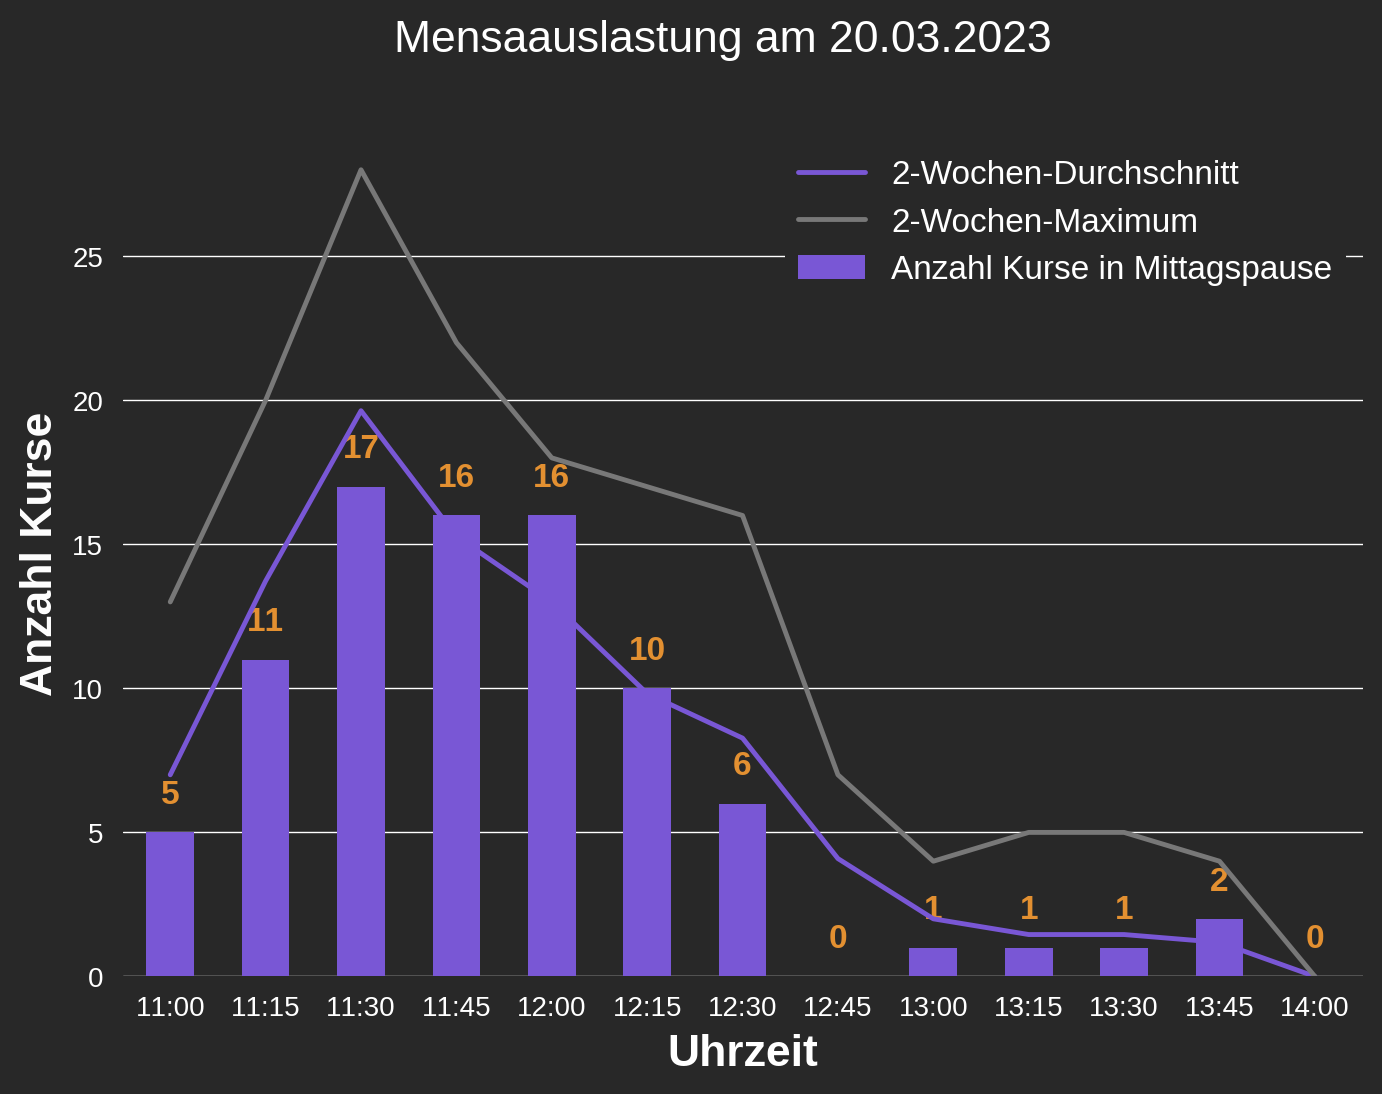 Mensaauslastung am 20.03.2023
2-Wochen-Durchschnitt
2-Wochen-Maximum
Anzahl Kurse in Mittagspause
Anzahl Kurse
25
20
15
10
5
0
5
11
17
16
16
10
6
0
1
1
1
2
0
11:00 11:15 11:30 11:45 12:00 12:15 12:30 12:45 13:00 13:15 13:30 13:45 14:00
Uhrzeit